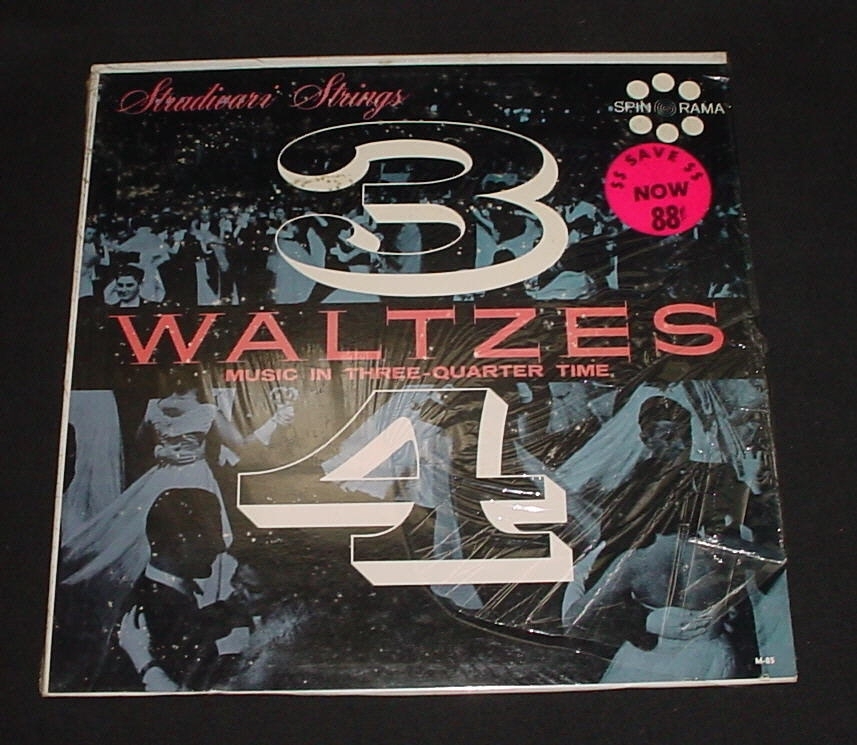 Stradivari Strings
SPIN O RAMA
$$ SAVE $$
NOW
88¢
3
WALTZES
MUSIC IN THREE-QUARTER TIME
4
M-85